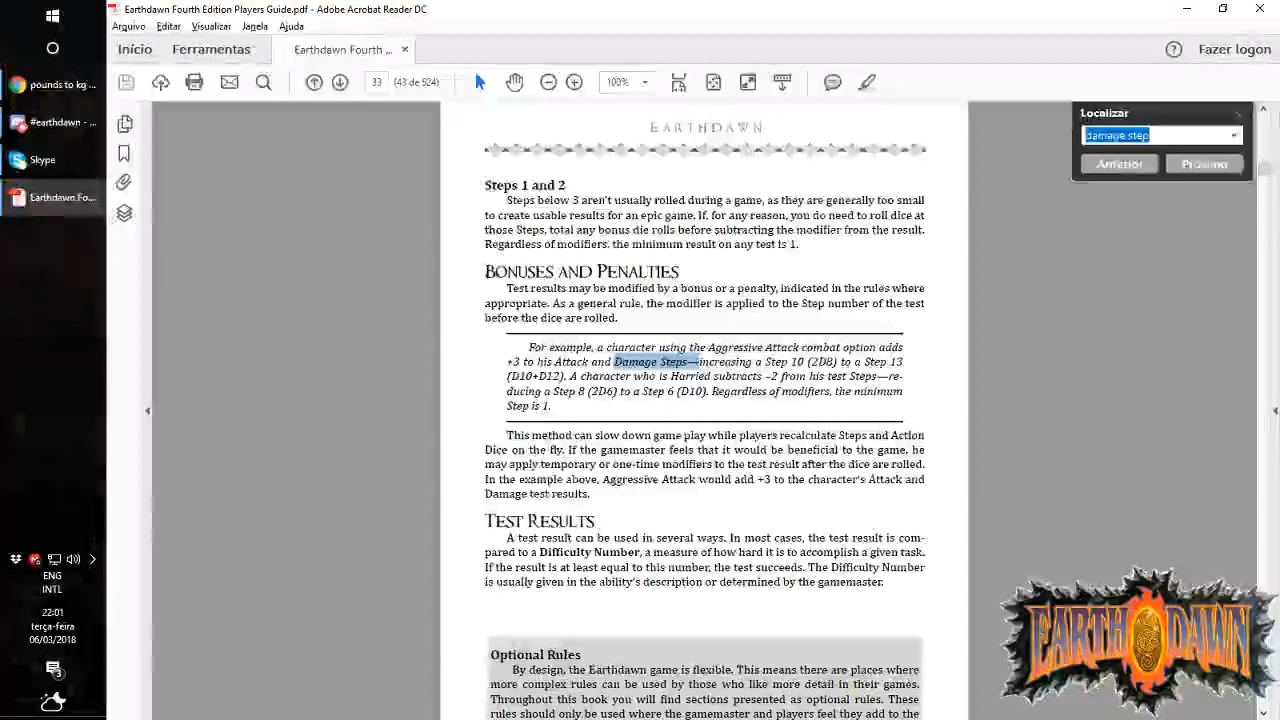 Earthdawn Fourth Edition Players Guide.pdf - Adobe Acrobat Reader DC
Arquivo Editar Visualizar Janela Ajuda
Início Ferramentas Earthdawn Fourth ... × Fazer logon
33 (43 de 524) 100%
pounds to kg ...
#earthdawn - ...
Skype
Earthdawn Fo...
Localizar
damage step
Anterior Próximo
EARTHDAWN
Steps 1 and 2
Steps below 3 aren't usually rolled during a game, as they are generally too small
to create usable results for an epic game. If, for any reason, you do need to roll dice at
those Steps, total any bonus die rolls before subtracting the modifier from the result.
Regardless of modifiers, the minimum result on any test is 1.
BONUSES AND PENALTIES
Test results may be modified by a bonus or a penalty, indicated in the rules where
appropriate. As a general rule, the modifier is applied to the Step number of the test
before the dice are rolled.
For example, a character using the Aggressive Attack combat option adds
+3 to his Attack and Damage Steps—increasing a Step 10 (2D8) to a Step 13
(D10+D12). A character who is Harried subtracts –2 from his test Steps—re-
ducing a Step 8 (2D6) to a Step 6 (D10). Regardless of modifiers, the minimum
Step is 1.
This method can slow down game play while players recalculate Steps and Action
Dice on the fly. If the gamemaster feels that it would be beneficial to the game, he
may apply temporary or one-time modifiers to the test result after the dice are rolled.
In the example above, Aggressive Attack would add +3 to the character's Attack and
Damage test results.
TEST RESULTS
A test result can be used in several ways. In most cases, the test result is com-
pared to a Difficulty Number, a measure of how hard it is to accomplish a given task.
If the result is at least equal to this number, the test succeeds. The Difficulty Number
is usually given in the ability's description or determined by the gamemaster.
Optional Rules
By design, the Earthdawn game is flexible. This means there are places where
more complex rules can be used by those who like more detail in their games.
Throughout this book you will find sections presented as optional rules. These
rules should only be used where the gamemaster and players feel they add to the
ENG
INTL
22:01
terça-feira
06/03/2018
3
EARTHDAWN